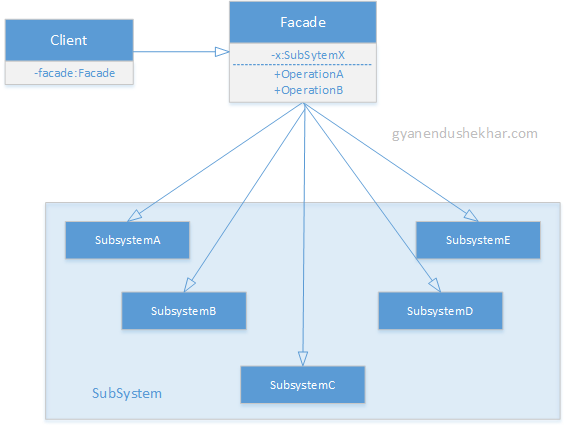 Client
-facade:Facade
Facade
-x:SubSytemX
+OperationA
+OperationB
gyanendushekhar.com
SubsystemA
SubsystemE
SubsystemB
SubsystemD
SubsystemC
SubSystem